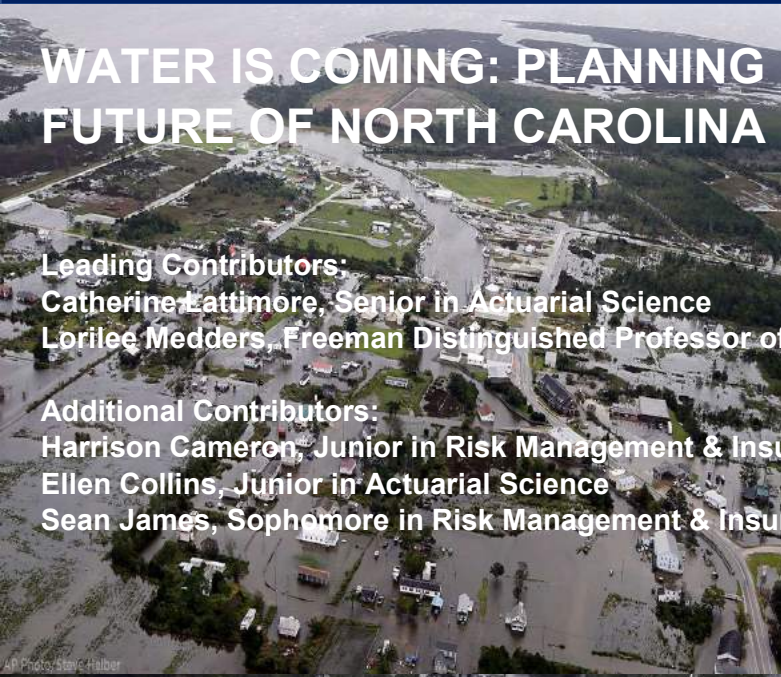 WATER IS COMING: PLANNING
FUTURE OF NORTH CAROLINA
Leading Contributors:
Catherine Lattimore, Senior in Actuarial Science
Lorilee Medders, Freeman Distinguished Professor of
Additional Contributors:
Harrison Cameron, Junior in Risk Management & Insu
Ellen Collins, Junior in Actuarial Science
Sean James, Sophomore in Risk Management & Insu
AP Photo/Steve Helber